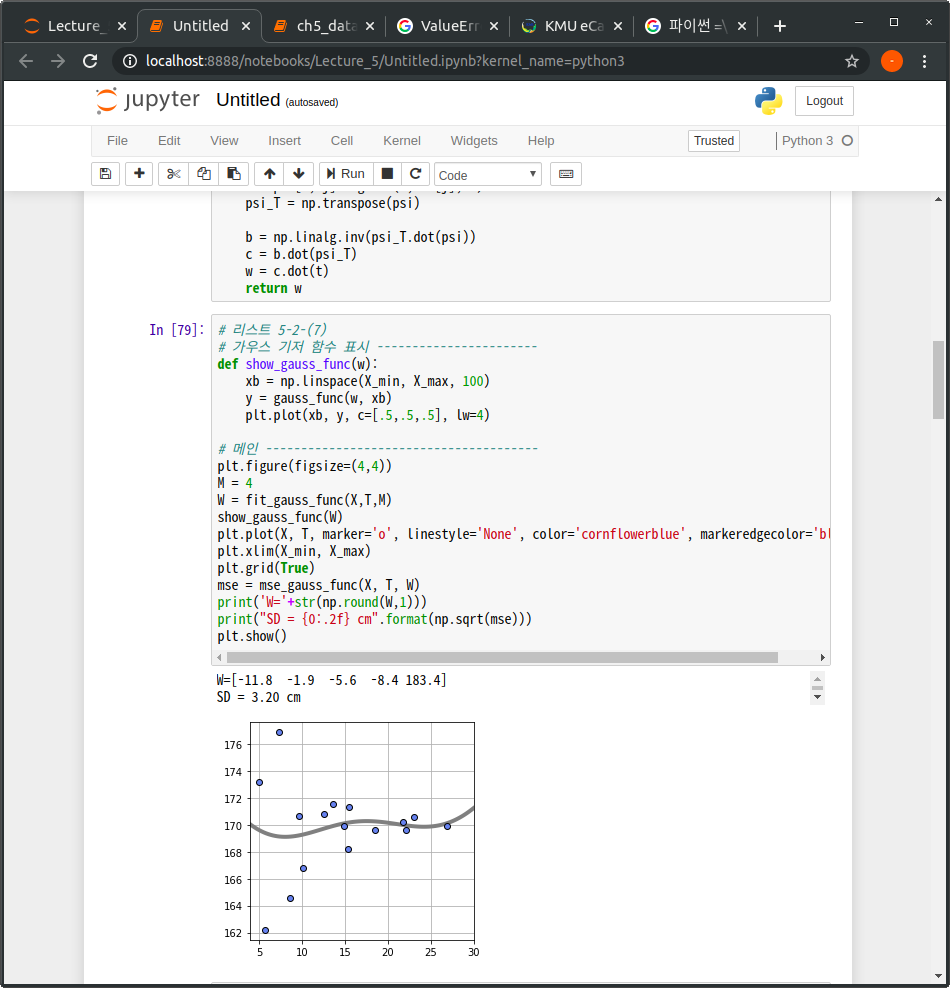 Lecture_
Untitled
ch5_data
ValueErr
KMU eCa
파이썬 =\
localhost:8888/notebooks/Lecture_5/Untitled.ipynb?kernel_name=python3
jupyter Untitled (autosaved)
Logout
File Edit View Insert Cell Kernel Widgets Help
Trusted
Python 3
Run
Code
psi_T = np.transpose(psi)
b = np.linalg.inv(psi_T.dot(psi))
c = b.dot(psi_T)
w = c.dot(t)
return w
In [79]:
# 리스트 5-2-(7)
# 가우스 기저 함수 표시 -----------------------
def show_gauss_func(w):
xb = np.linspace(X_min, X_max, 100)
y = gauss_func(w, xb)
plt.plot(xb, y, c=[.5,.5,.5], lw=4)
# 메인 ---------------------------------------
plt.figure(figsize=(4,4))
M = 4
W = fit_gauss_func(X,T,M)
show_gauss_func(W)
plt.plot(X, T, marker='o', linestyle='None', color='cornflowerblue', markeredgecolor='bl
plt.xlim(X_min, X_max)
plt.grid(True)
mse = mse_gauss_func(X, T, W)
print('W='+str(np.round(W,1)))
print("SD = {0:.2f} cm".format(np.sqrt(mse)))
plt.show()
W=[-11.8 -1.9 -5.6 -8.4 183.4]
SD = 3.20 cm
176
174
172
170
168
166
164
162
5 10 15 20 25 30